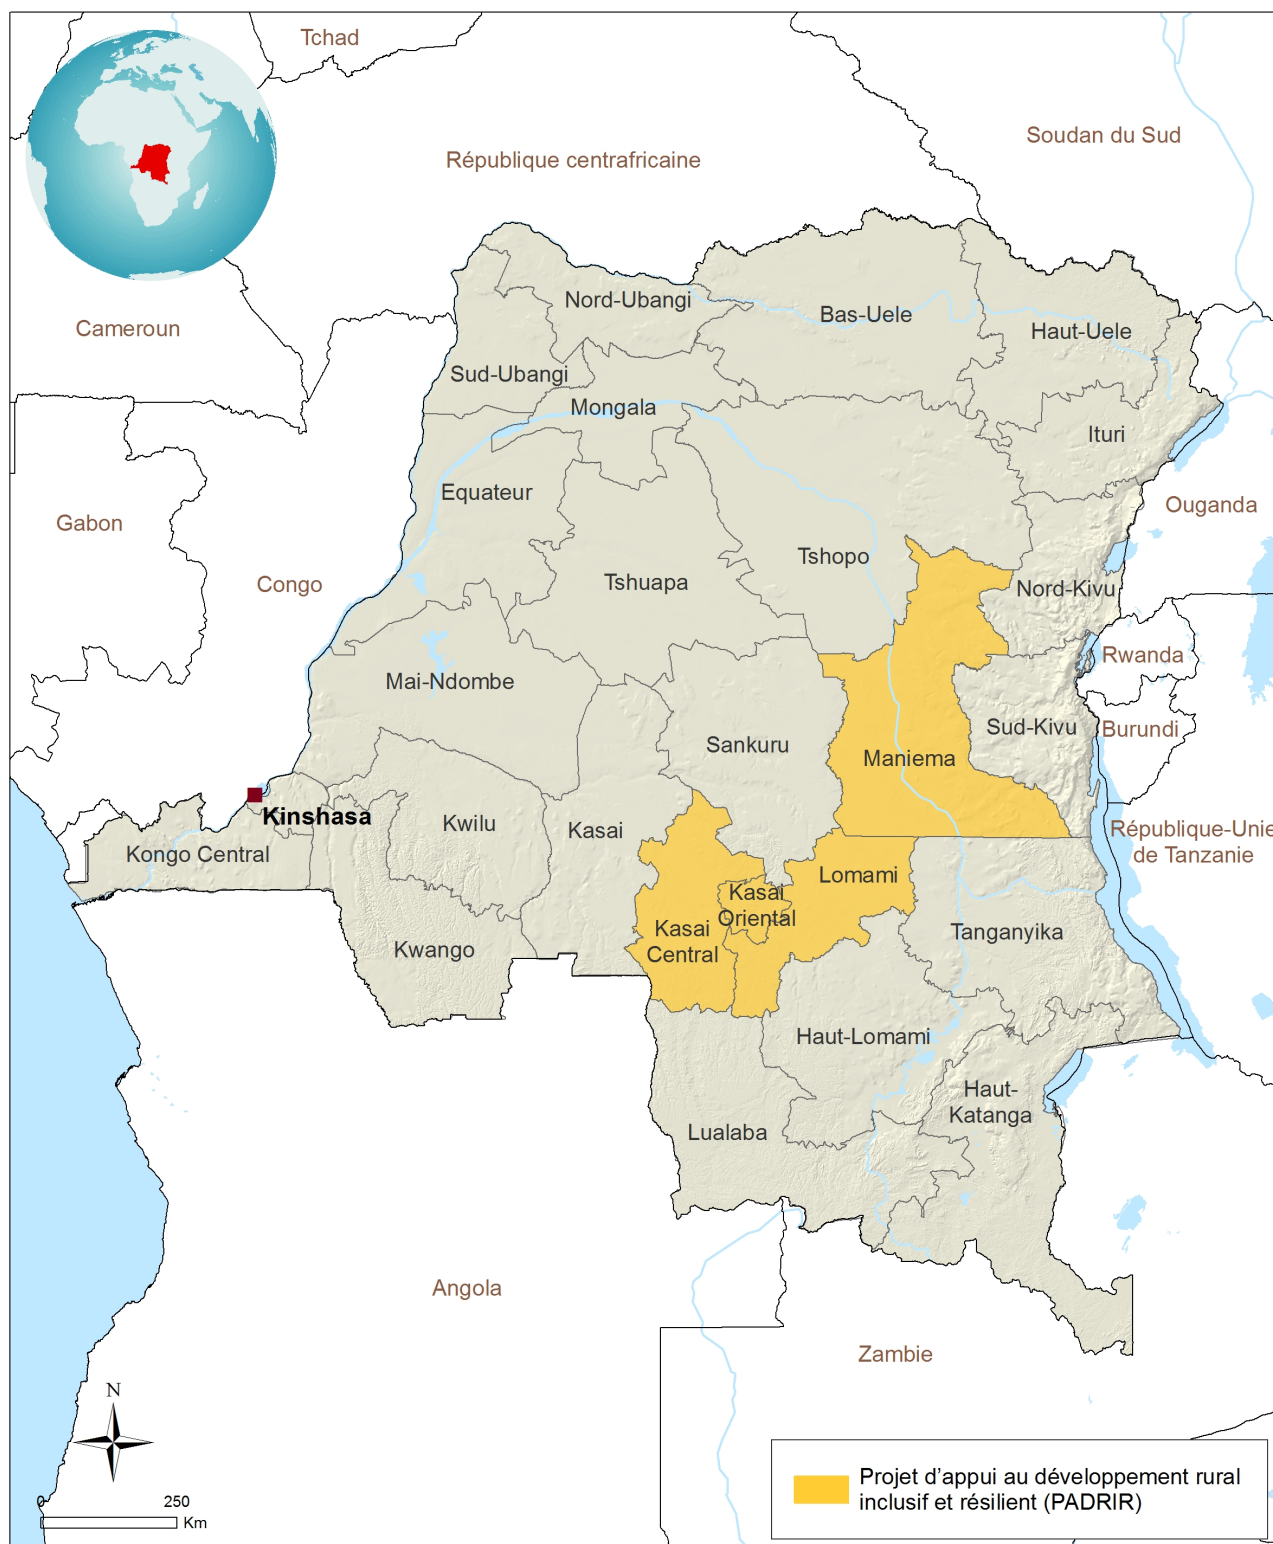 Tchad
Soudan du Sud
République centrafricaine
Nord-Ubangi
Bas-Uele
Cameroun
Haut-Uele
Sud-Ubangi
Mongala
Ituri
Equateur
Ouganda
Gabon
Tshopo
Congo
Tshuapa
Nord-Kivu
Rwanda
Mai-Ndombe
Sud-Kivu
Burundi
Sankuru
Maniema
Kinshasa
Kwilu
Kasai
République-Unie
de Tanzanie
Kongo Central
Lomami
Kasai
Oriental
Kasai
Central
Tanganyika
Kwango
Haut-Lomami
Haut-
Katanga
Lualaba
Angola
Zambie
N
0 250
Km
Projet d’appui au développement rural
inclusif et résilient (PADRIR)